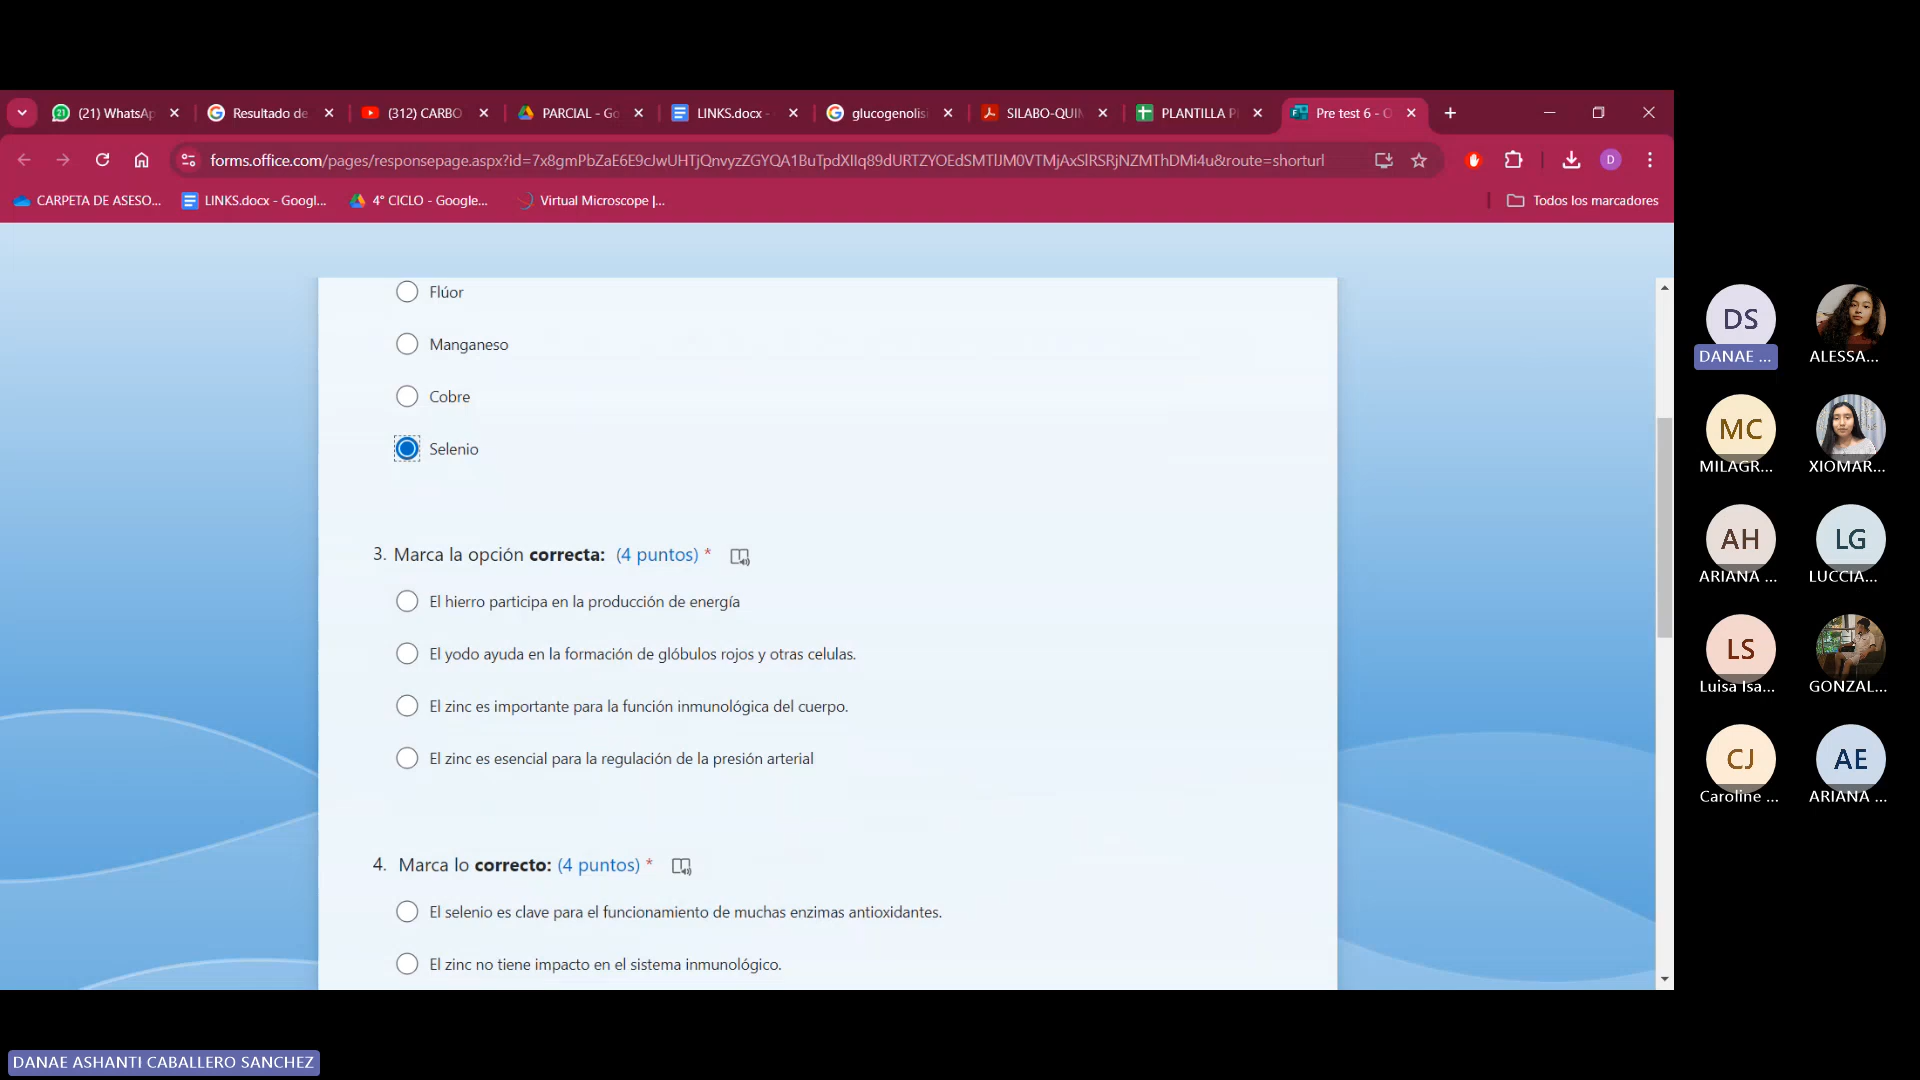 (21) WhatsAp
Resultado de
(312) CARBO
PARCIAL - Go
LINKS.docx -
glucogenolisi
SILABO-QUIM
PLANTILLA P
Pre test 6 - O
forms.office.com/pages/responsepage.aspx?id=7x8gmPbZaE6E9cJwUHTjQnvyzZGYQA1BuTpdXIIq89dURTZYOEdSMTlJM0VTMjAxSlRSRjNZMThDMi4u&route=shorturl
D
CARPETA DE ASESO...
LINKS.docx - Googl...
4° CICLO - Google...
Virtual Microscope |...
Todos los marcadores
Flúor
Manganeso
Cobre
Selenio
3. Marca la opción correcta: (4 puntos) *
El hierro participa en la producción de energía
El yodo ayuda en la formación de glóbulos rojos y otras celulas.
El zinc es importante para la función inmunológica del cuerpo.
El zinc es esencial para la regulación de la presión arterial
4. Marca lo correcto: (4 puntos) *
El selenio es clave para el funcionamiento de muchas enzimas antioxidantes.
El zinc no tiene impacto en el sistema inmunológico.
DS
DANAE ...
ALESSA...
MC
MILAGR...
XIOMAR...
AH
ARIANA ...
LG
LUCCIA...
LS
Luisa Isa...
GONZAL...
CJ
Caroline ...
AE
ARIANA ...
DANAE ASHANTI CABALLERO SANCHEZ